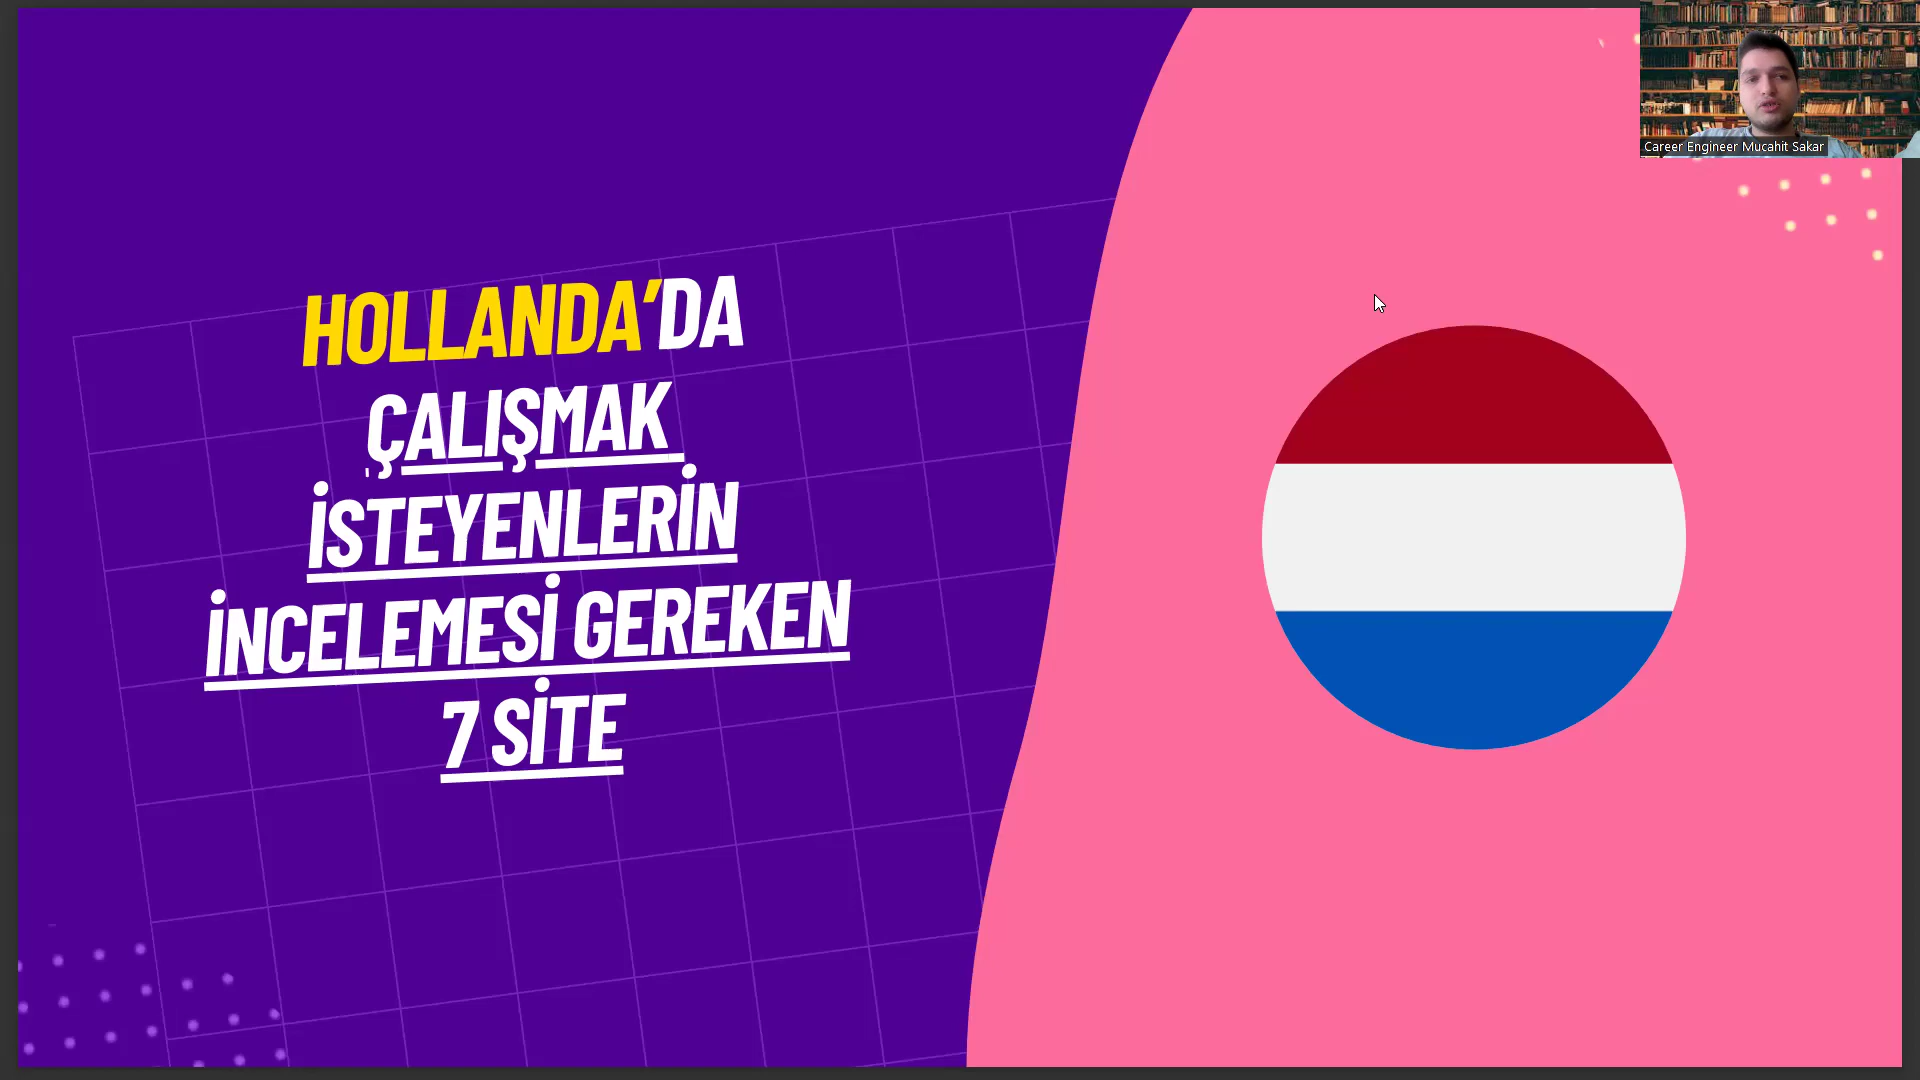 HOLLANDA'DA
ÇALIŞMAK
İSTEYENLERİN
İNCELEMESİ GEREKEN
7 SİTE
Career Engineer Mucahit Sakar